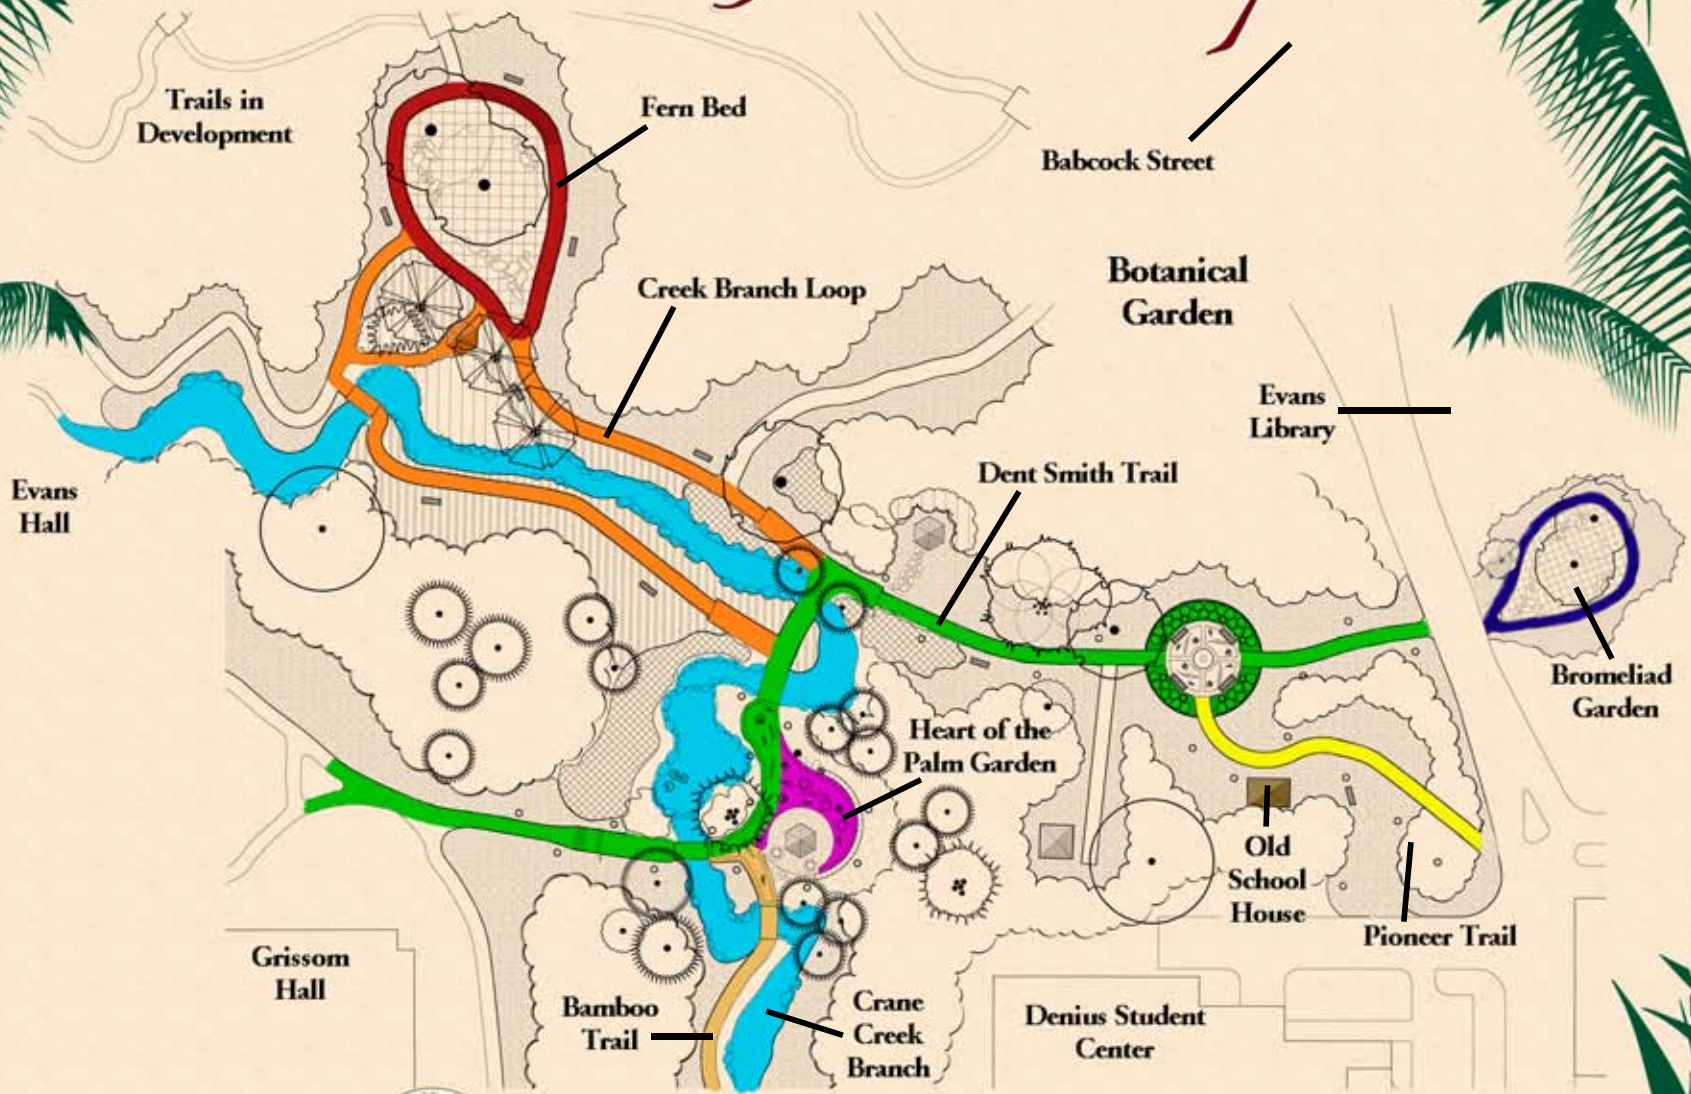 Trails in
Development
Fern Bed
Babcock Street
Creek Branch Loop
Botanical
Garden
Evans
Library
Evans
Hall
Dent Smith Trail
Bromeliad
Garden
Heart of the
Palm Garden
Old
School
House
Pioneer Trail
Grissom
Hall
Bamboo
Trail
Crane
Creek
Branch
Denius Student
Center